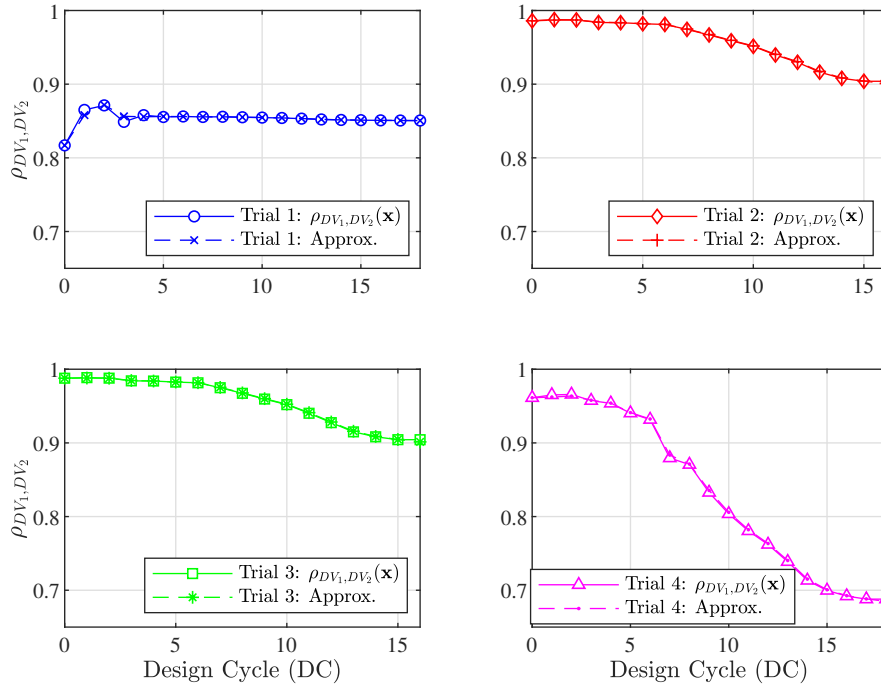 1
0.9
0.8
0.7
ρ_{DV_1,DV_2}
0 5 10 15
Trial 1: ρ_{DV_1,DV_2}(x)
Trial 1: Approx.
1
0.9
0.8
0.7
0 5 10 15
Trial 2: ρ_{DV_1,DV_2}(x)
Trial 2: Approx.
1
0.9
0.8
0.7
ρ_{DV_1,DV_2}
0 5 10 15
Design Cycle (DC)
Trial 3: ρ_{DV_1,DV_2}(x)
Trial 3: Approx.
1
0.9
0.8
0.7
0 5 10 15
Design Cycle (DC)
Trial 4: ρ_{DV_1,DV_2}(x)
Trial 4: Approx.